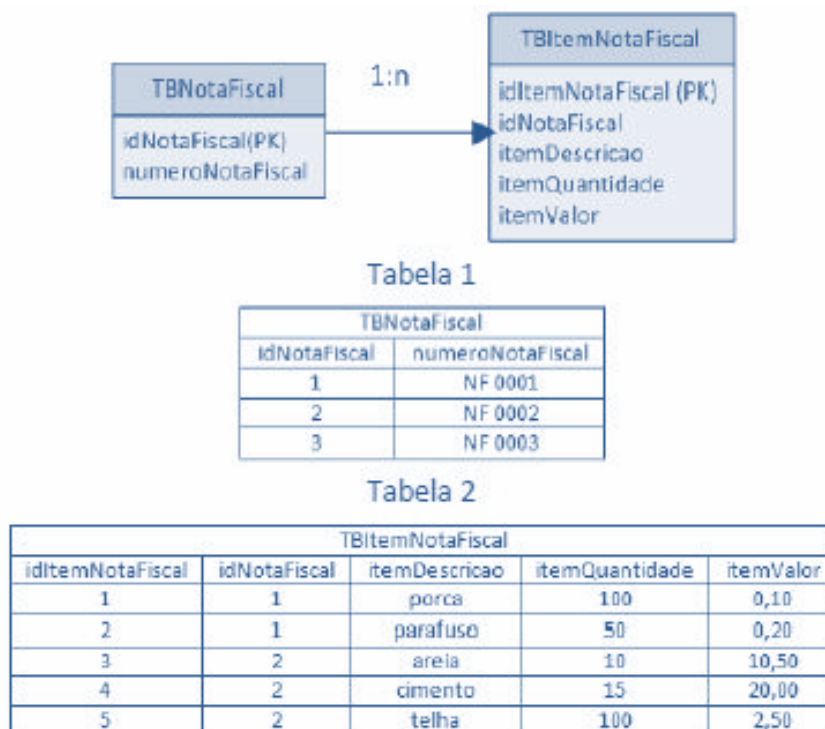 TBNotaFiscal
idNotaFiscal(PK)
numeroNotaFiscal
1:n
TBItemNotaFiscal
idItemNotaFiscal (PK)
idNotaFiscal
itemDescricao
itemQuantidade
itemValor
Tabela 1
TBNotaFiscal
idNotaFiscal numeroNotaFiscal
1 NF 0001
2 NF 0002
3 NF 0003
Tabela 2
TBItemNotaFiscal
idItemNotaFiscal idNotaFiscal itemDescricao itemQuantidade itemValor
1 1 porca 100 0,10
2 1 parafuso 50 0,20
3 2 areia 10 10,50
4 2 cimento 15 20,00
5 2 telha 100 2,50